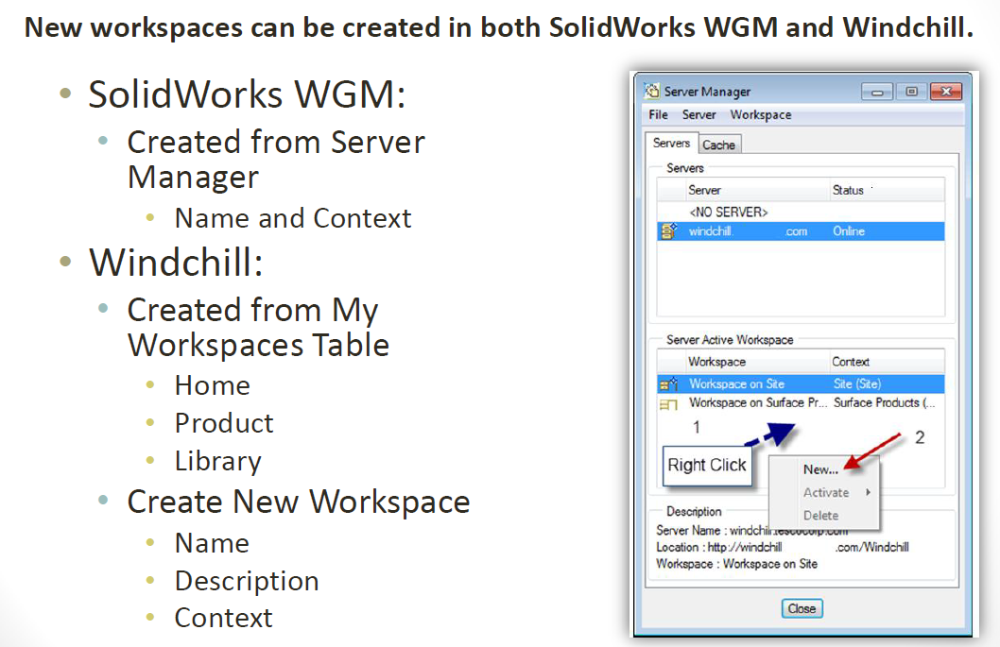 New workspaces can be created in both SolidWorks WGM and Windchill.
• SolidWorks WGM:
• Created from Server
Manager
• Name and Context
• Windchill:
• Created from My
Workspaces Table
• Home
• Product
• Library
• Create New Workspace
• Name
• Description
• Context
Server Manager
File Server Workspace
Servers Cache
Servers
Server Status
<NO SERVER>
windchill. .com Online
Server Active Workspace
Workspace Context
Workspace on Site Site (Site)
Workspace on Surface Pr... Surface Products (...
1
2
Right Click
New...
Activate
Delete
Description
Server Name : windchill.
Location : http://windchill .com/Windchill
Workspace : Workspace on Site
Close